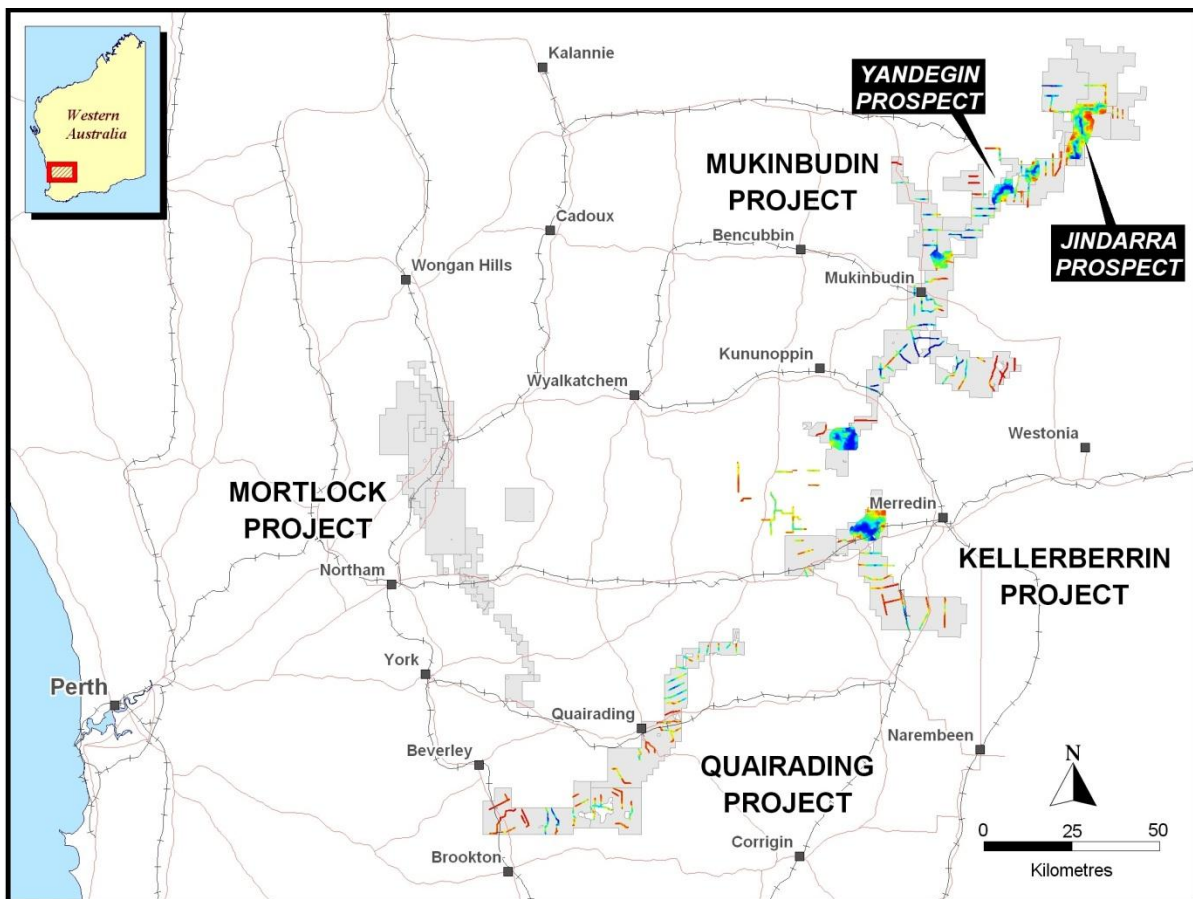 Western
Australia
Kalannie
YANDEGIN
PROSPECT
MUKINBUDIN
PROJECT
Cadoux
Bencubbin
JINDARRA
PROSPECT
Wongan Hills
Mukinbudin
Kununoppin
Wyalkatchem
Westonia
MORTLOCK
PROJECT
Merredin
Northam
KELLERBERRIN
PROJECT
York
Perth
Quairading
Narembeen
Beverley
QUAIRADING
PROJECT
N
Corrigin
0 25 50
Brookton
Kilometres